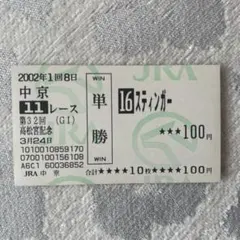 2002年1回8日
中京
11レース
第32回 (GI)
高松宮記念
3月24日
1010010859170
0700100156108
A6C1 60036852
JRA 中京
WIN
単勝
WIN
16スティンガー
☆☆☆100円
合計☆☆☆☆10枚☆☆☆☆100円
JRA